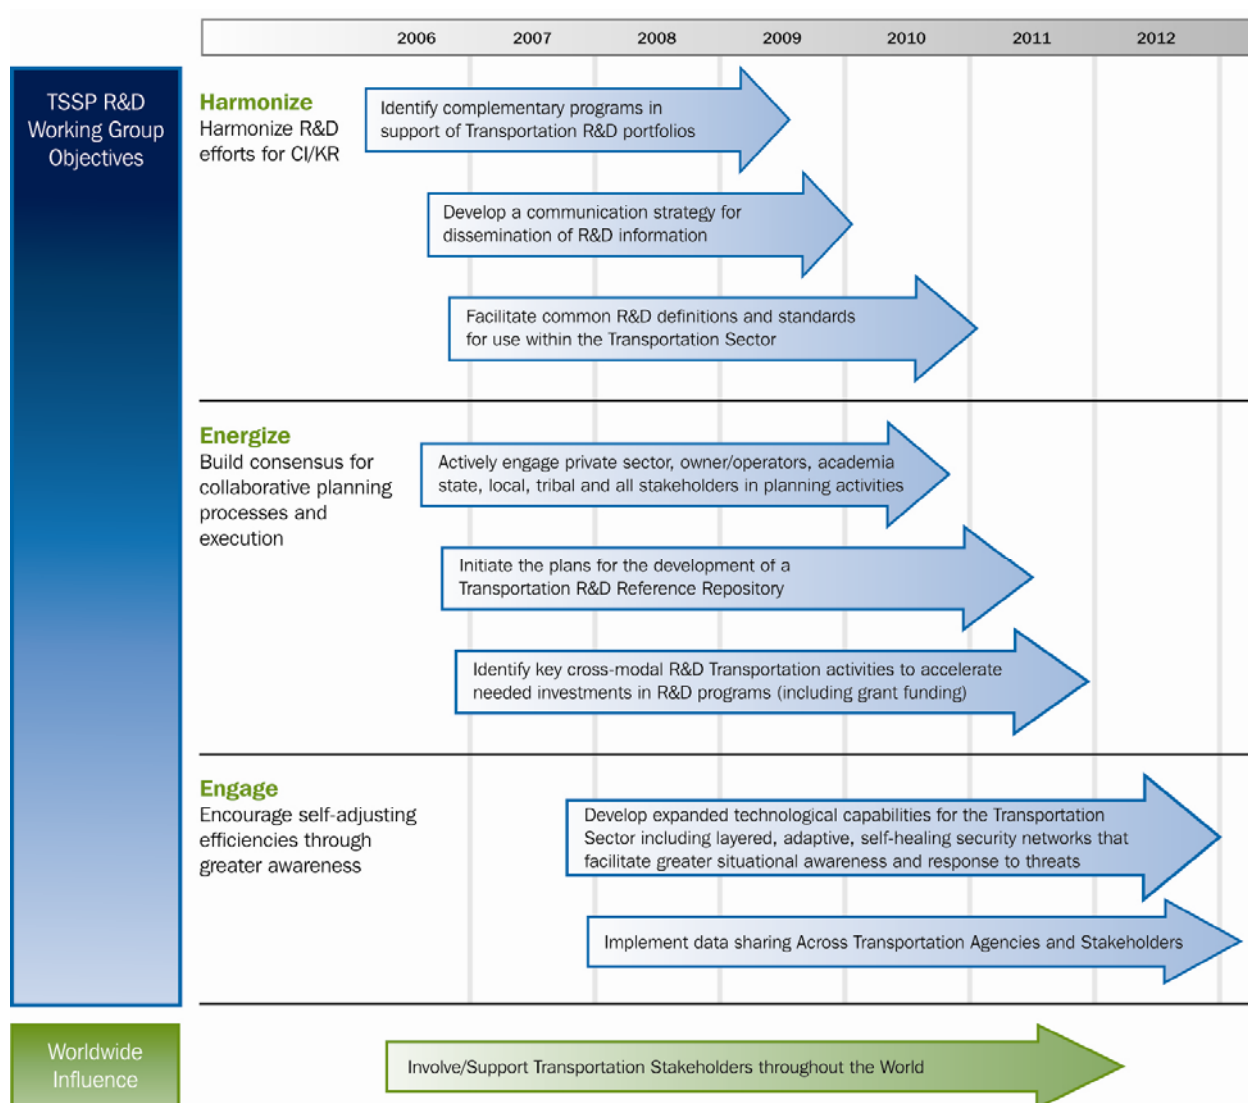 2006 2007 2008 2009 2010 2011 2012
TSSP R&D
Working Group
Objectives
Harmonize
Harmonize R&D
efforts for CI/KR
Identify complementary programs in
support of Transportation R&D portfolios
Develop a communication strategy for
dissemination of R&D information
Facilitate common R&D definitions and standards
for use within the Transportation Sector
Energize
Build consensus for
collaborative planning
processes and
execution
Actively engage private sector, owner/operators, academia
state, local, tribal and all stakeholders in planning activities
Initiate the plans for the development of a
Transportation R&D Reference Repository
Identify key cross-modal R&D Transportation activities to accelerate
needed investments in R&D programs (including grant funding)
Engage
Encourage self-adjusting
efficiencies through
greater awareness
Develop expanded technological capabilities for the Transportation
Sector including layered, adaptive, self-healing security networks that
facilitate greater situational awareness and response to threats
Implement data sharing Across Transportation Agencies and Stakeholders
Worldwide
Influence
Involve/Support Transportation Stakeholders throughout the World